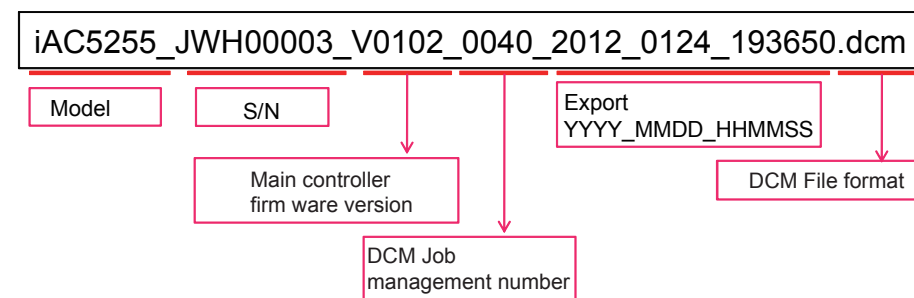 iAC5255_JWH00003_V0102_0040_2012_0124_193650.dcm
Model
S/N
Export
YYYY_MMDD_HHMMSS
Main controller
firm ware version
DCM File format
DCM Job
management number